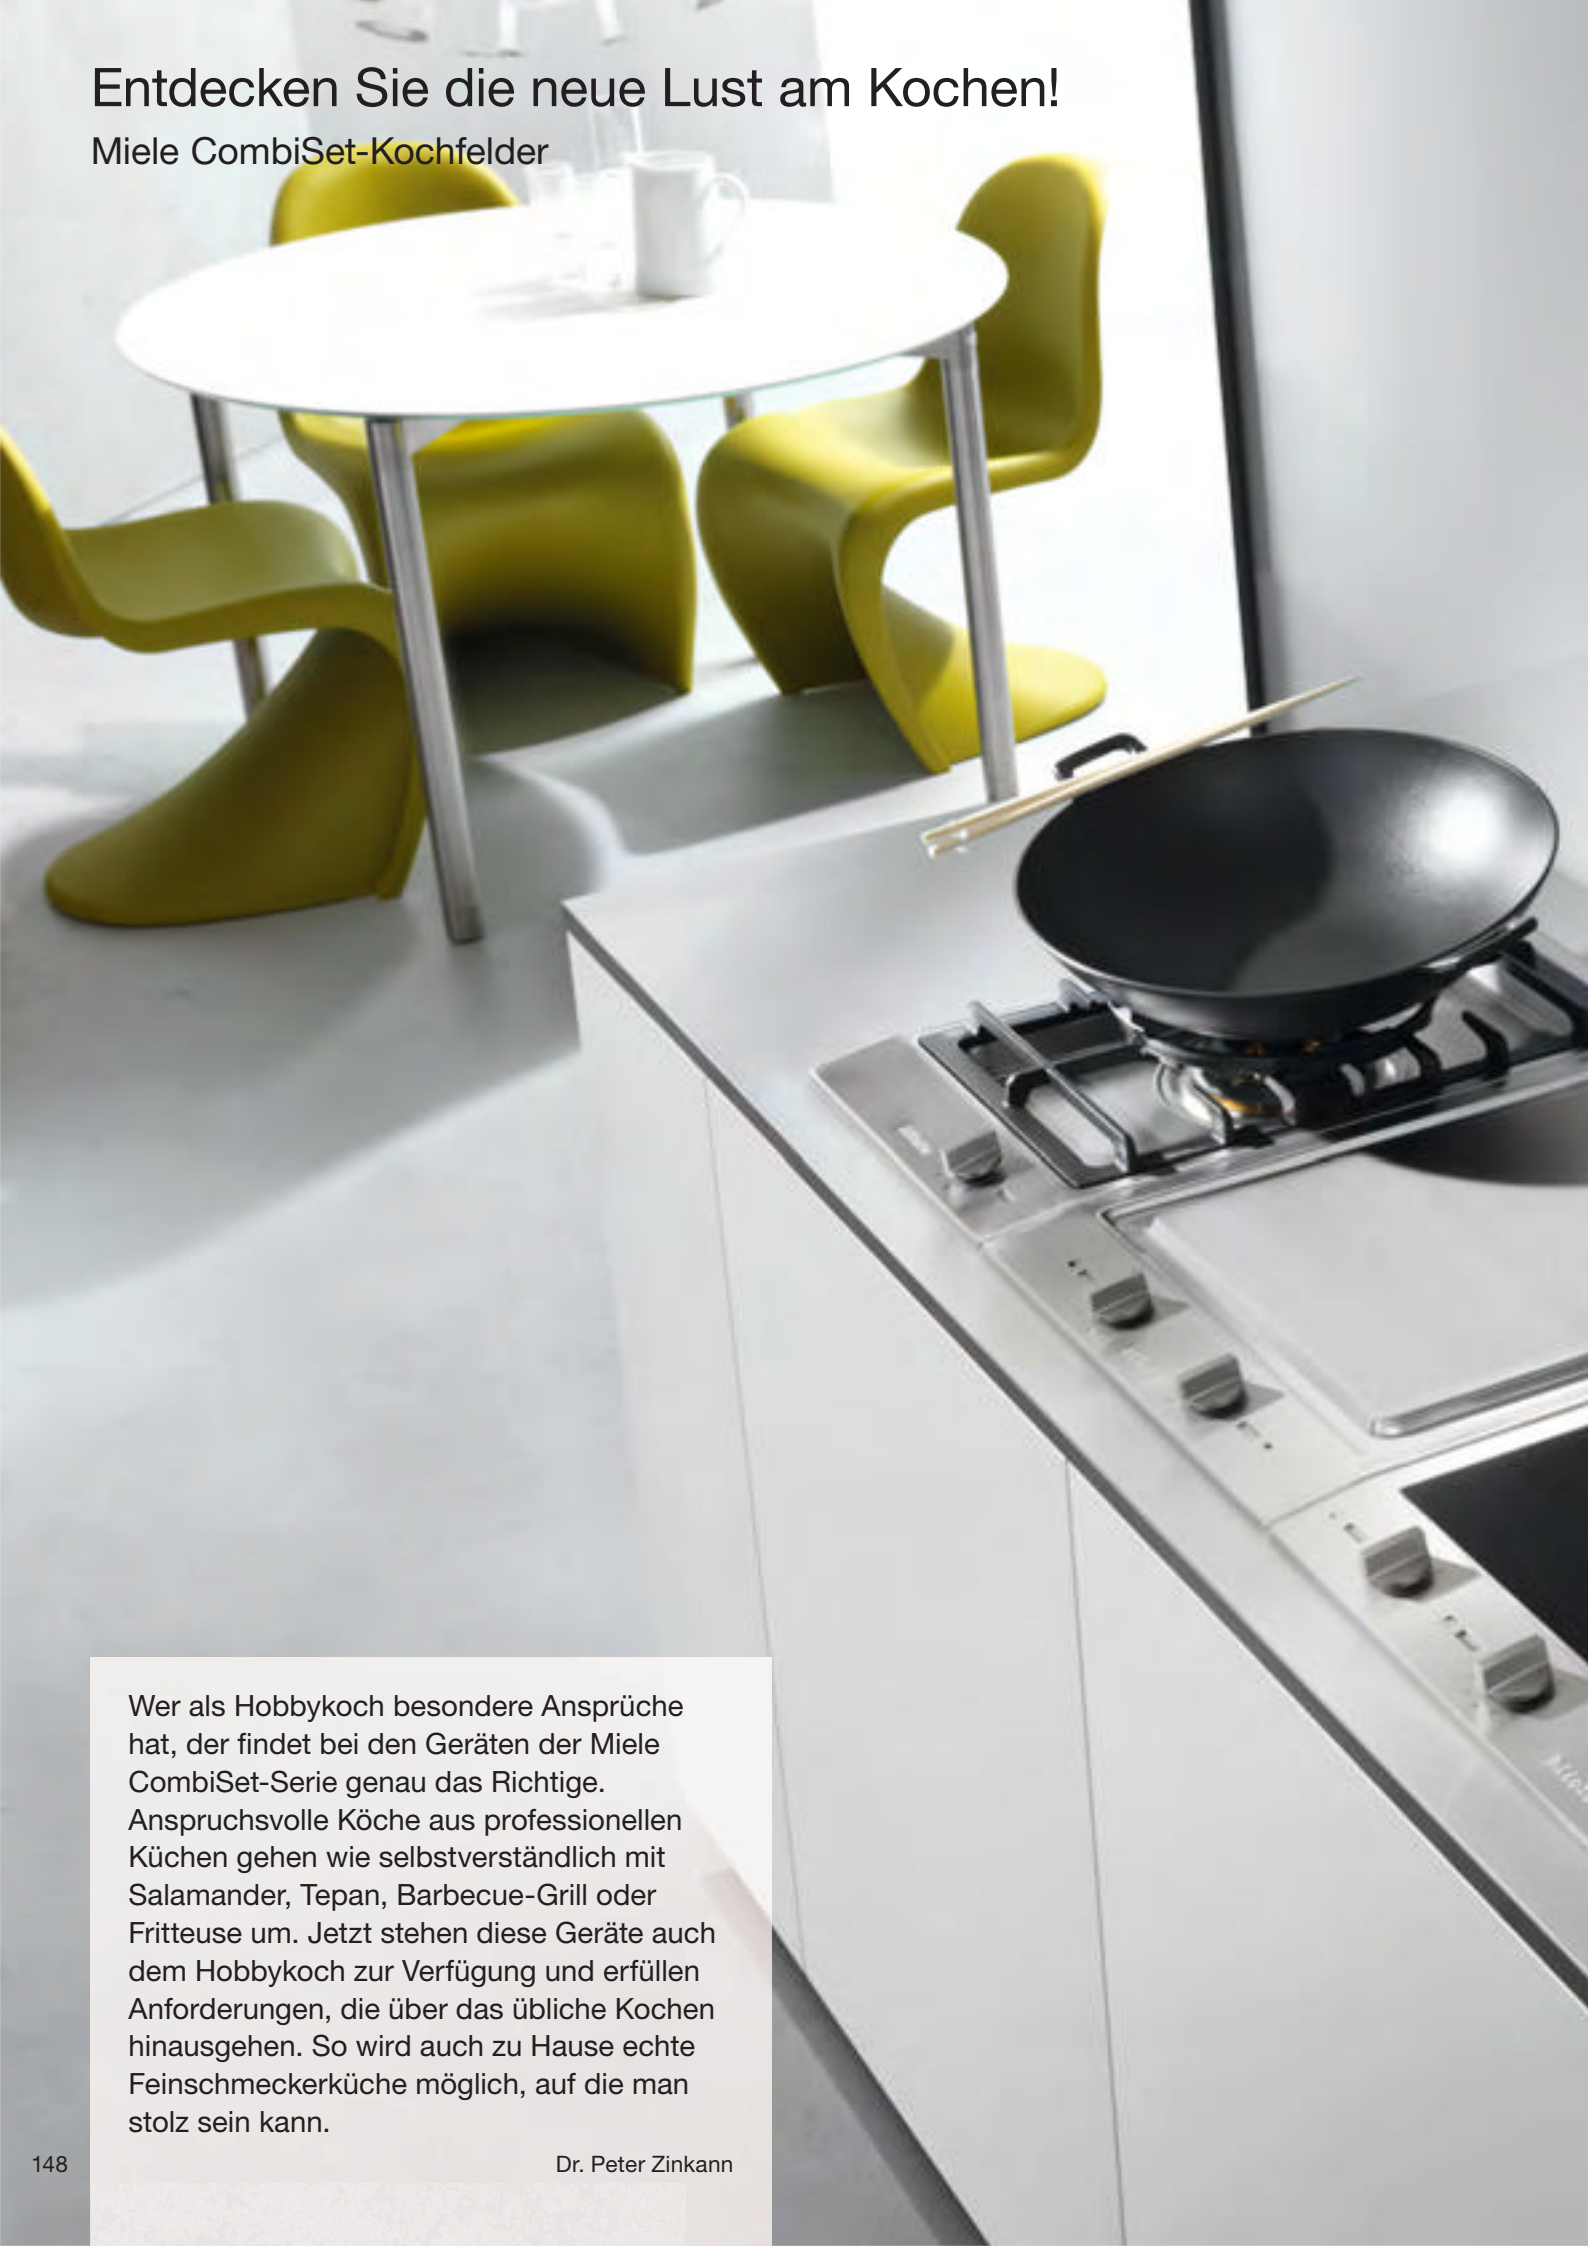 Entdecken Sie die neue Lust am Kochen!
Miele CombiSet-Kochfelder
Wer als Hobbykoch besondere Ansprüche
hat, der findet bei den Geräten der Miele
CombiSet-Serie genau das Richtige.
Anspruchsvolle Köche aus professionellen
Küchen gehen wie selbstverständlich mit
Salamander, Tepan, Barbecue-Grill oder
Fritteuse um. Jetzt stehen diese Geräte auch
dem Hobbykoch zur Verfügung und erfüllen
Anforderungen, die über das übliche Kochen
hinausgehen. So wird auch zu Hause echte
Feinschmeckerküche möglich, auf die man
stolz sein kann.
148
Dr. Peter Zinkann